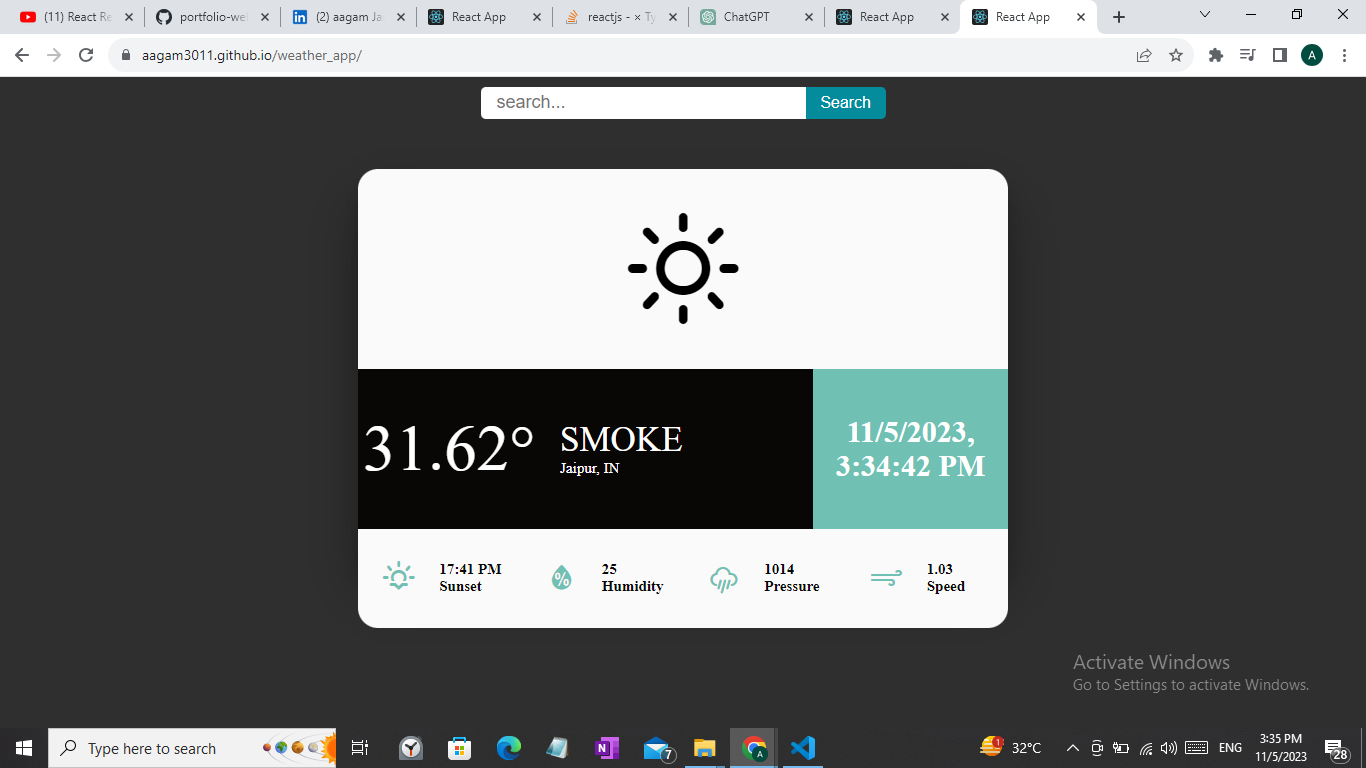 (11) React Re
portfolio-wel
(2) aagam Ja
React App
reactjs - × Ty
ChatGPT
React App
React App
aagam3011.github.io/weather_app/
A
search...
Search
31.62°
SMOKE
Jaipur, IN
11/5/2023,
3:34:42 PM
17:41 PM
Sunset
%
25
Humidity
1014
Pressure
1.03
Speed
Activate Windows
Go to Settings to activate Windows.
Type here to search
7
A
1
32°C
ENG
3:35 PM
11/5/2023
28